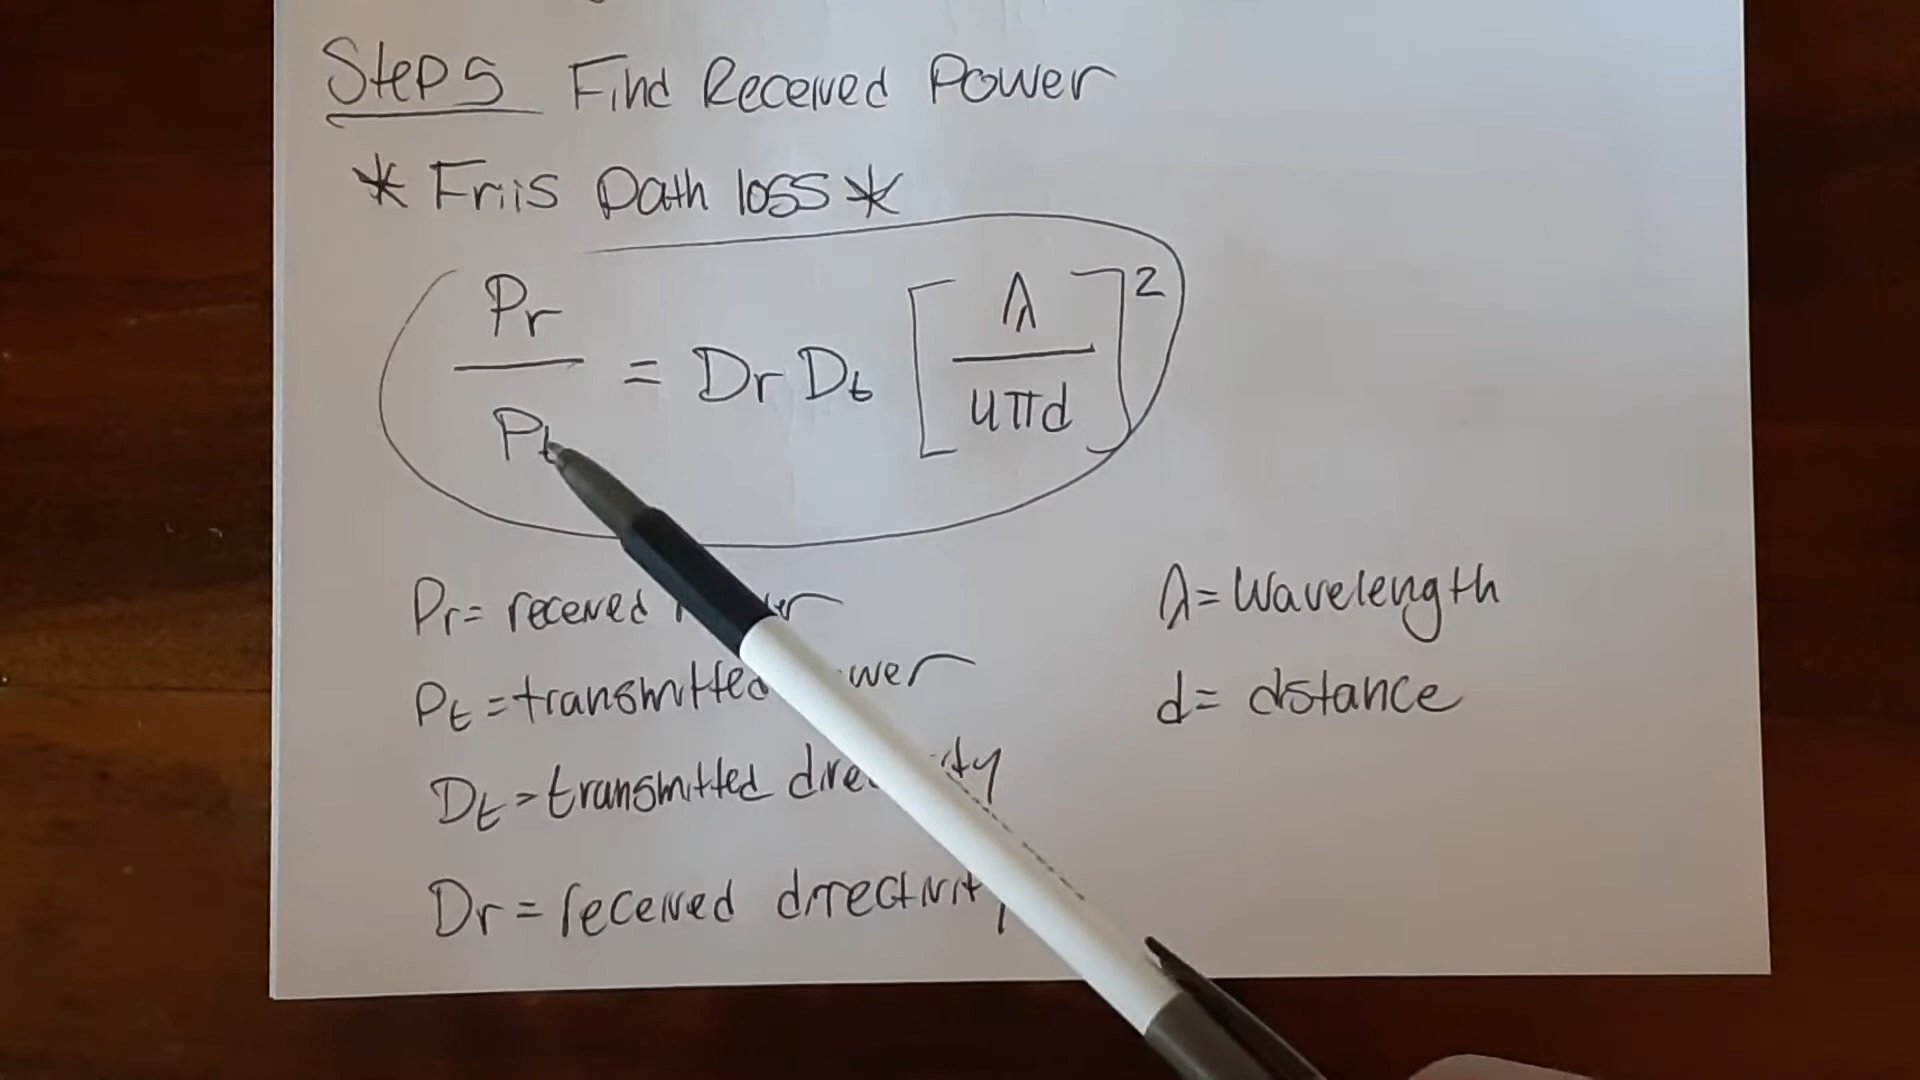 Step 5 Find Received Power
* Friis Path loss *
Pr
Pt
= Dr Dt [ λ / 4πd ]²
Pr = received
Pt = transmitted
Dt = transmitted
Dr = received directivity
λ = Wavelength
d = distance